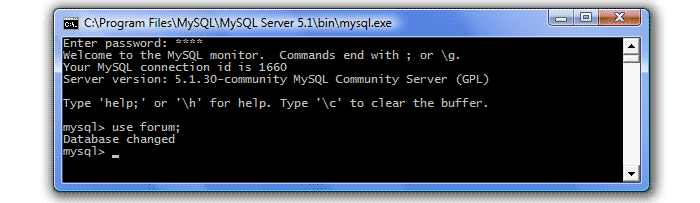 C:\Program Files\MySQL\MySQL Server 5.1\bin\mysql.exe
Enter password: ****
Welcome to the MySQL monitor.  Commands end with ; or \g.
Your MySQL connection id is 1660
Server version: 5.1.30-community MySQL Community Server (GPL)
Type 'help;' or '\h' for help. Type '\c' to clear the buffer.
mysql> use forum;
Database changed
mysql> _